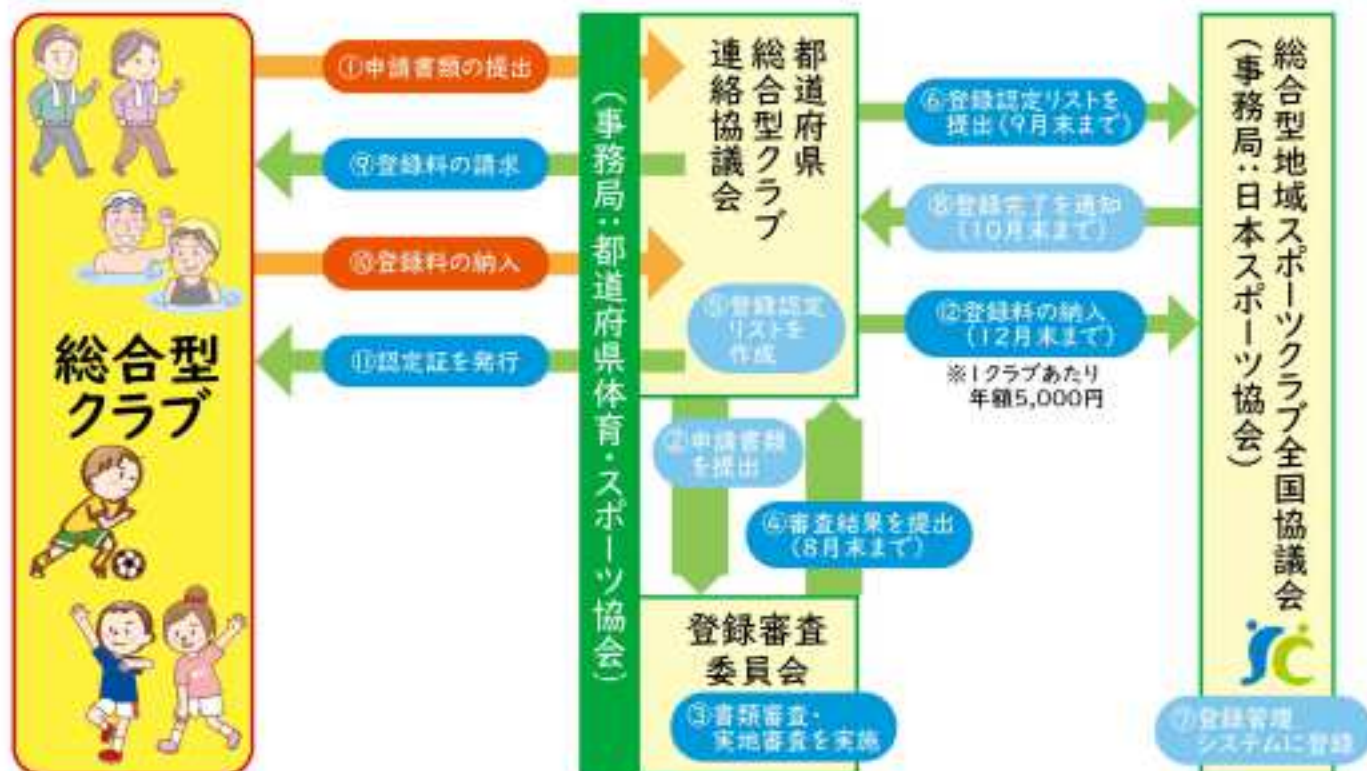 総合型
クラブ
①申請書類の提出
⑨登録料の請求
⑩登録料の納入
⑪認定証を発行
(事務局:都道府県体育・スポーツ協会)
都道府県
総合型クラブ
連絡協議会
⑤登録認定
リストを
作成
②申請書類
を提出
④審査結果を提出
(8月末まで)
登録審査
委員会
③書類審査・
実地審査を実施
⑥登録認定リストを
提出(9月末まで)
⑧登録完了を通知
(10月末まで)
⑫登録料の納入
(12月末まで)
※1クラブあたり
年額5,000円
総合型地域スポーツクラブ全国協議会
(事務局:日本スポーツ協会)
⑦登録管理
システムに登録